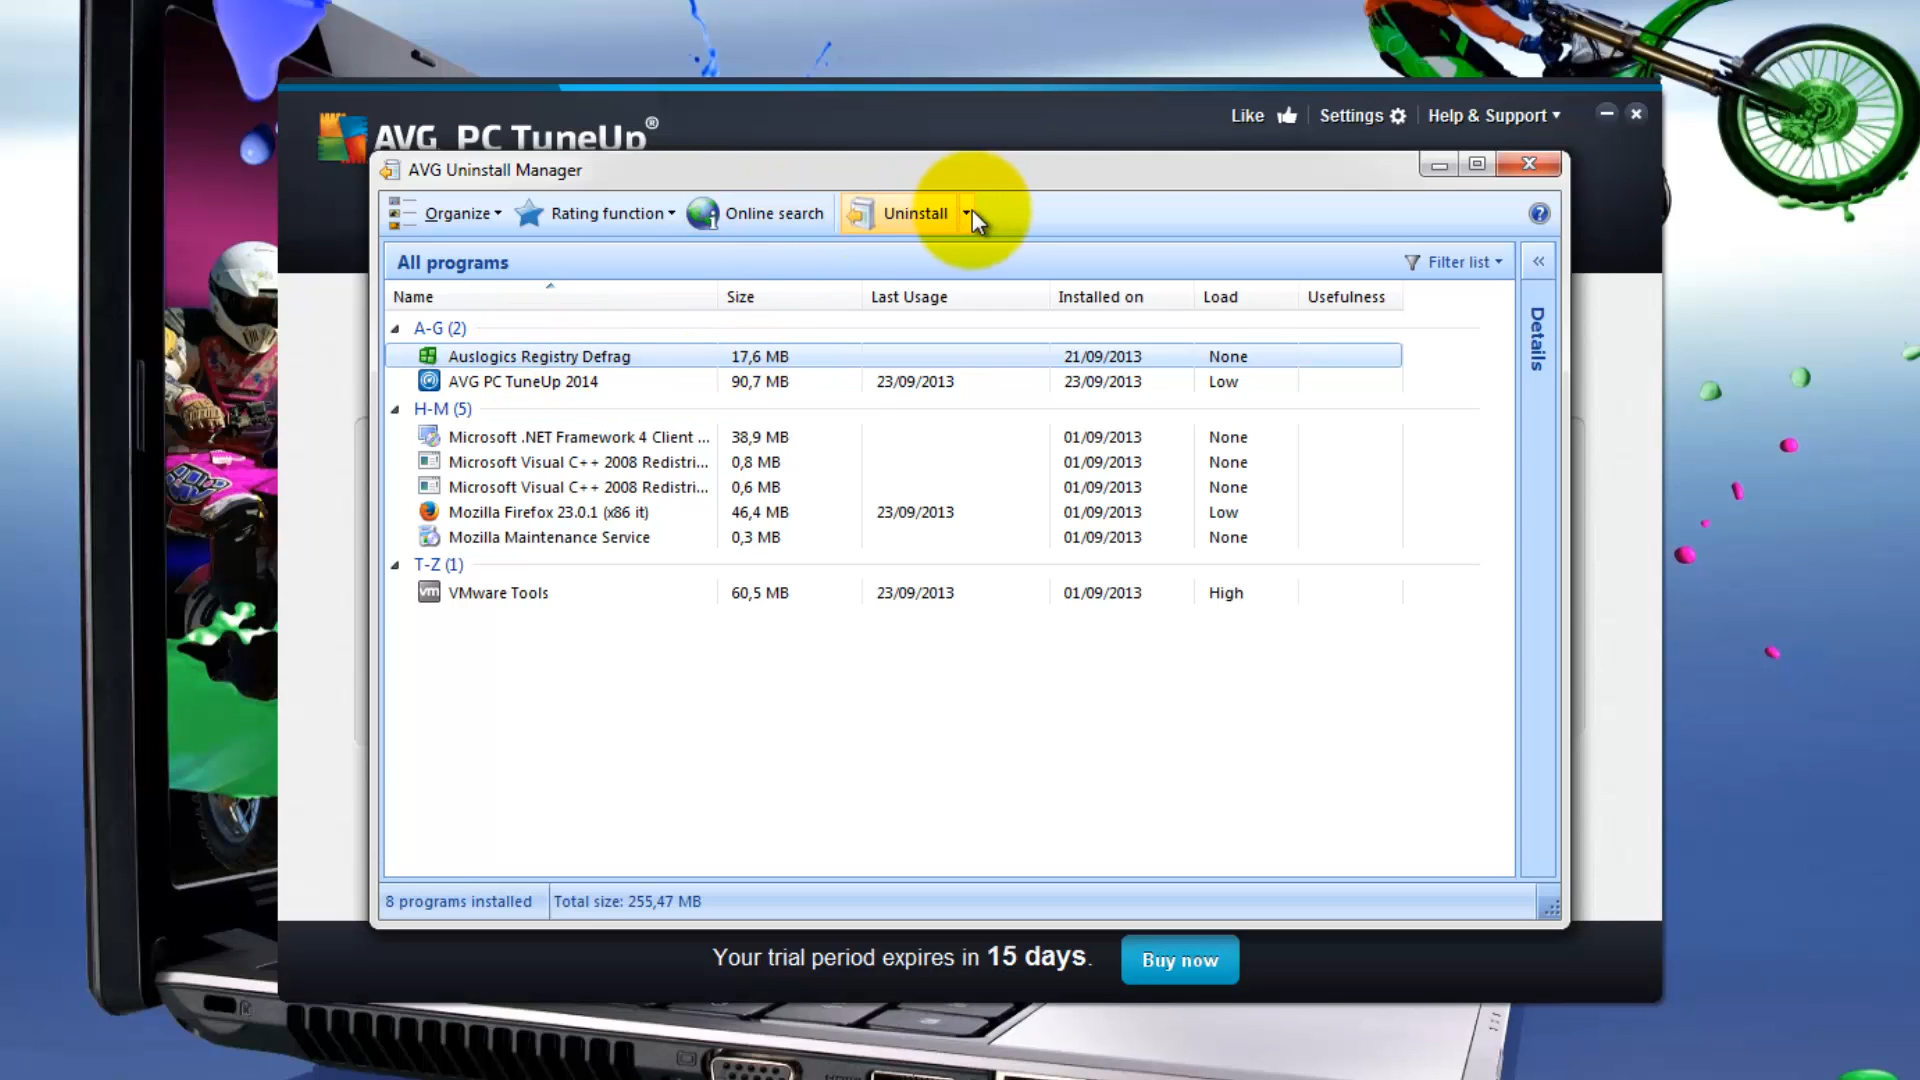 Like
Settings
Help & Support
AVG PC TuneUp®
AVG Uninstall Manager
Organize Rating function Online search Uninstall
All programs
Filter list
Name Size Last Usage Installed on Load Usefulness
Details
A-G (2)
Auslogics Registry Defrag 17,6 MB 21/09/2013 None
AVG PC TuneUp 2014 90,7 MB 23/09/2013 23/09/2013 Low
H-M (5)
Microsoft .NET Framework 4 Client ... 38,9 MB 01/09/2013 None
Microsoft Visual C++ 2008 Redistri... 0,8 MB 01/09/2013 None
Microsoft Visual C++ 2008 Redistri... 0,6 MB 01/09/2013 None
Mozilla Firefox 23.0.1 (x86 it) 46,4 MB 23/09/2013 01/09/2013 Low
Mozilla Maintenance Service 0,3 MB 01/09/2013 None
T-Z (1)
vm VMware Tools 60,5 MB 23/09/2013 01/09/2013 High
8 programs installed Total size: 255,47 MB
Your trial period expires in 15 days. Buy now